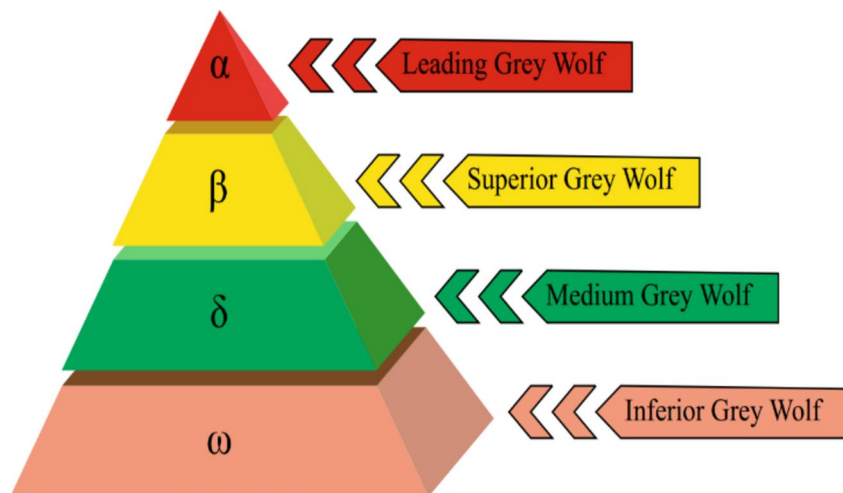 α
Leading Grey Wolf
β
Superior Grey Wolf
δ
Medium Grey Wolf
ω
Inferior Grey Wolf